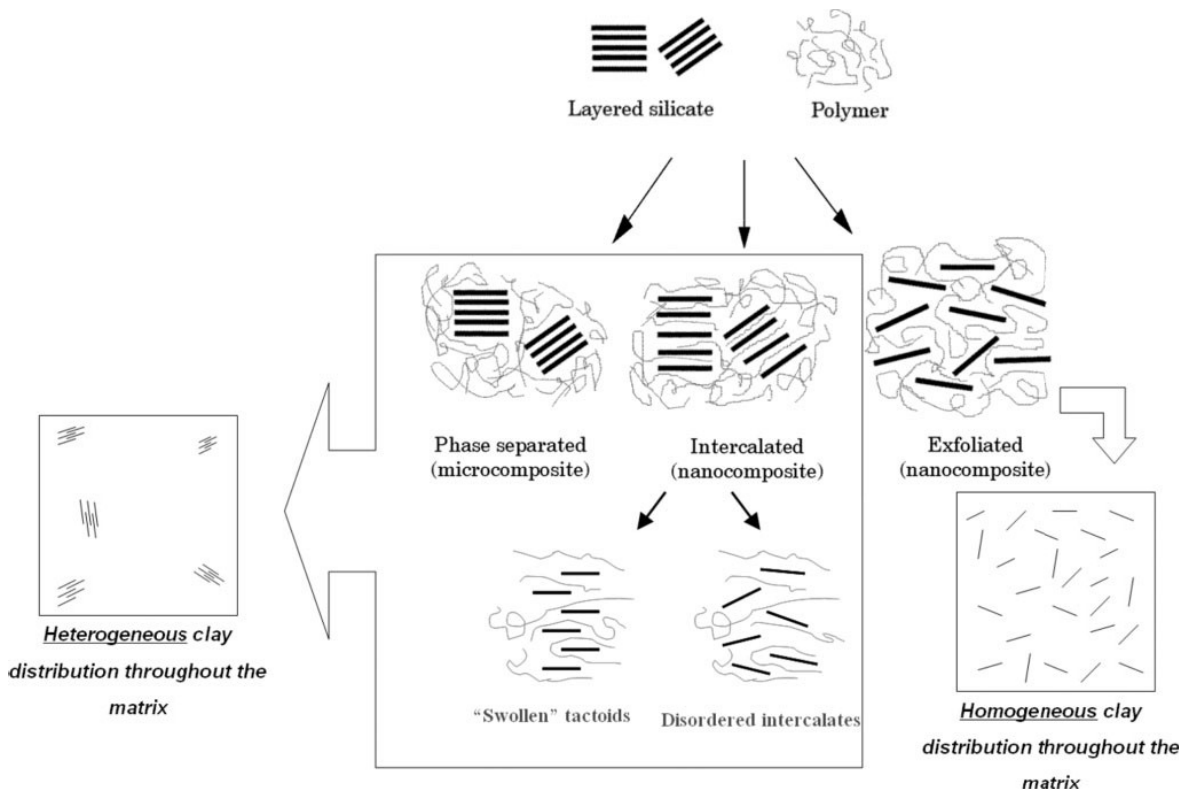 Layered silicate
Polymer
Phase separated
(microcomposite)
Intercalated
(nanocomposite)
Exfoliated
(nanocomposite)
"Swollen" tactoids
Disordered intercalates
Heterogeneous clay
distribution throughout the
matrix
Homogeneous clay
distribution throughout the
matrix